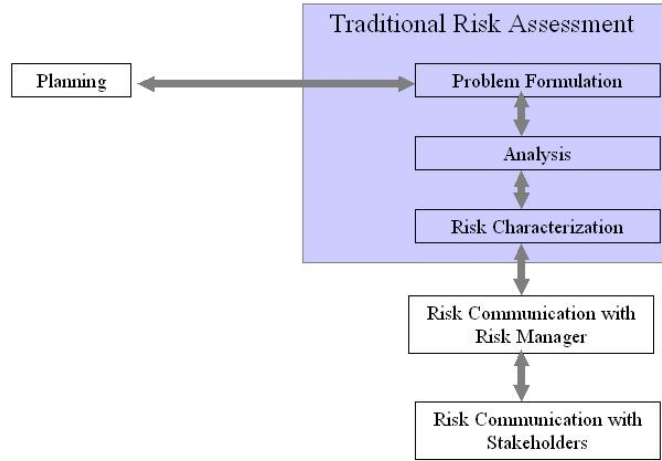 Traditional Risk Assessment
Planning
Problem Formulation
Analysis
Risk Characterization
Risk Communication with
Risk Manager
Risk Communication with
Stakeholders